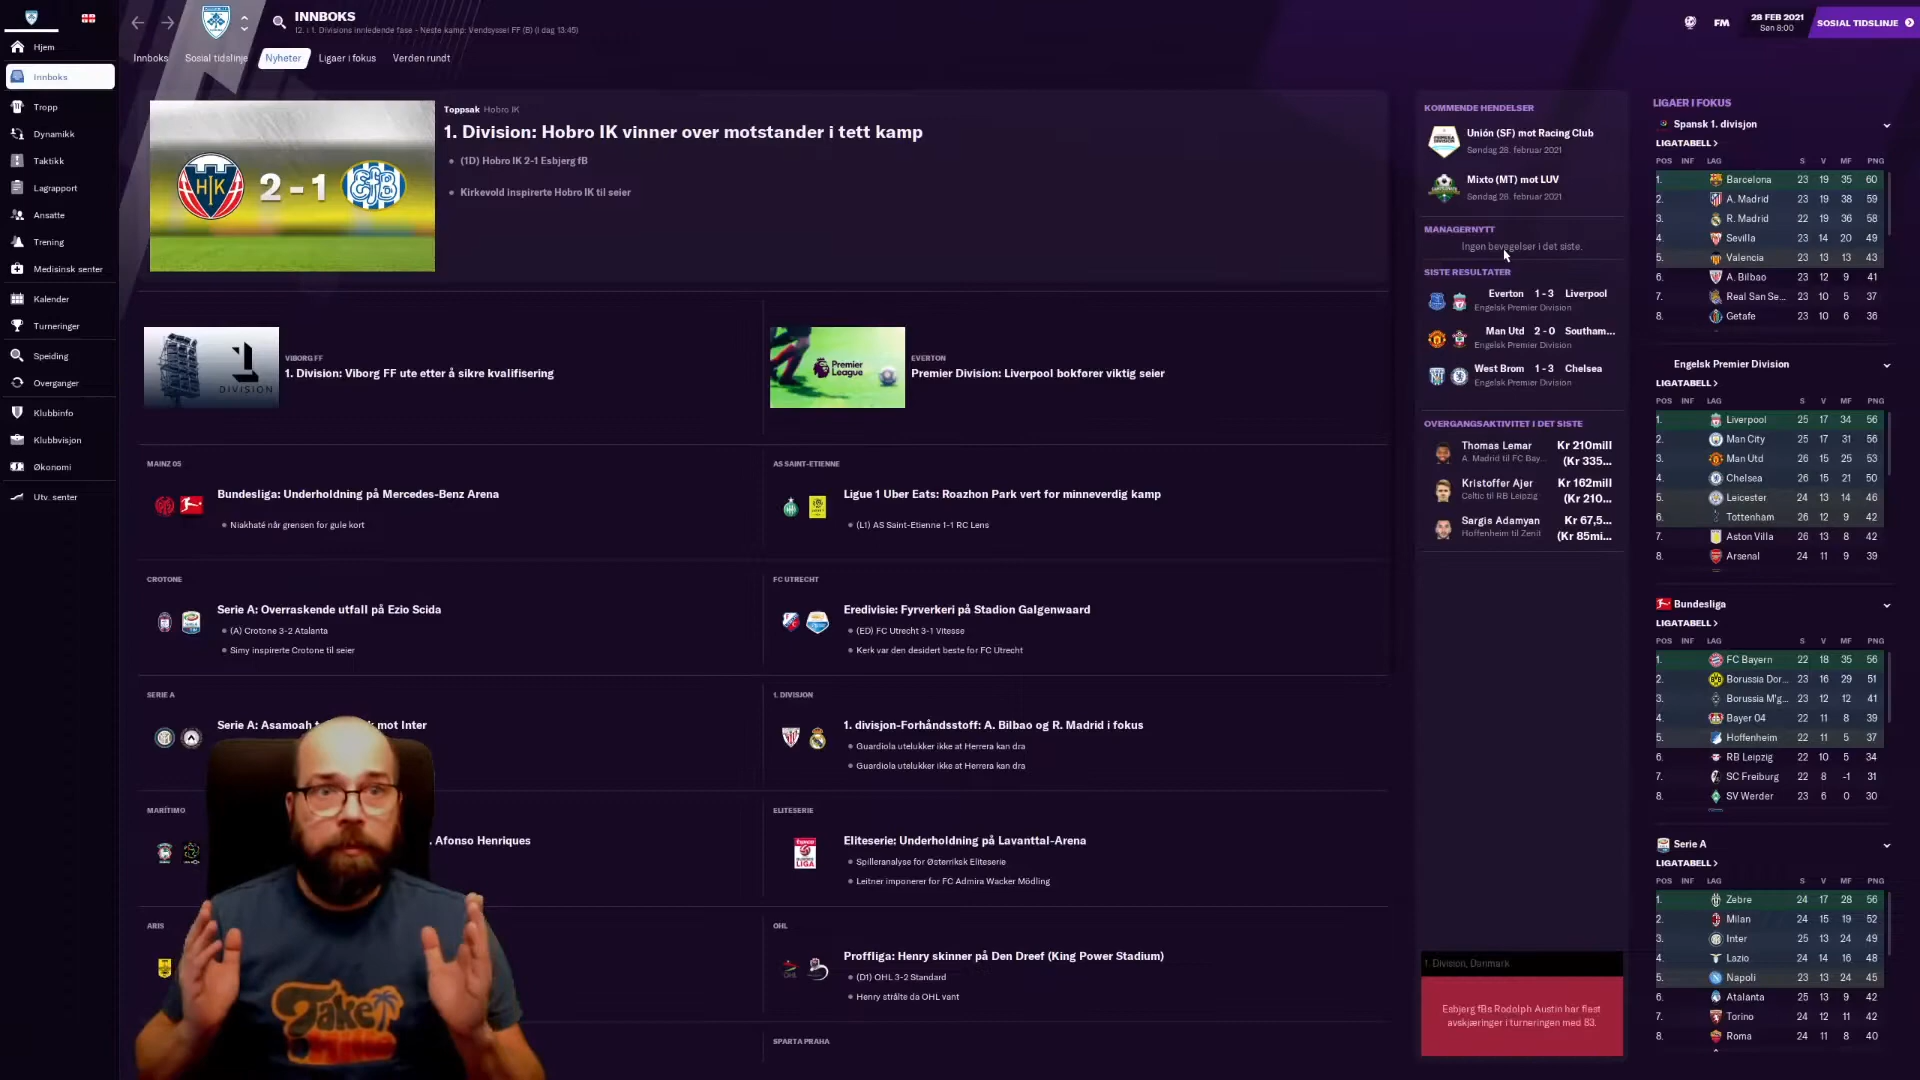 INNBOKS
12. i 1. Divisjons innledende fase - Neste kamp: Vendsyssel FF (B) (I dag 13:45)
FM
28 FEB 2021
Søn 8:00
SOSIAL TIDSLINJE
Innboks
Sosial tidslinje
Nyheter
Ligaer i fokus
Verden rundt
Hjem
Innboks
Tropp
Dynamikk
Taktikk
Lagrapport
Ansatte
Trening
Medisinsk senter
Kalender
Turneringer
Speiding
Overganger
Klubbinfo
Klubbvisjon
Økonomi
Utv. senter
HIK
2 - 1
EfB
Toppsak Hobro IK
1. Division: Hobro IK vinner over motstander i tett kamp
(1D) Hobro IK 2-1 Esbjerg fB
Kirkevold inspirerte Hobro IK til seier
1
DIVISION
VIBORG FF
1. Division: Viborg FF ute etter å sikre kvalifisering
Premier
League
EVERTON
Premier Division: Liverpool bokfører viktig seier
MAINZ 05
Bundesliga: Underholdning på Mercedes-Benz Arena
Niakhaté når grensen for gule kort
AS SAINT-ETIENNE
Ligue 1 Uber Eats: Roazhon Park vert for minneverdig kamp
(L1) AS Saint-Etienne 1-1 RC Lens
CROTONE
Serie A: Overraskende utfall på Ezio Scida
(A) Crotone 3-2 Atalanta
Simy inspirerte Crotone til seier
FC UTRECHT
Eredivisie: Fyrverkeri på Stadion Galgenwaard
(ED) FC Utrecht 3-1 Vitesse
Kerk var den desidert beste for FC Utrecht
SERIE A
Serie A: Asamoah mot Inter
1. DIVISJON
1. divisjon-Forhåndsstoff: A. Bilbao og R. Madrid i fokus
Guardiola utelukker ikke at Herrera kan dra
Guardiola utelukker ikke at Herrera kan dra
MARÍTIMO
. Afonso Henriques
ELITESERIE
Eliteserie: Underholdning på Lavanttal-Arena
Spilleranalyse for Østerriksk Eliteserie
Leitner imponerer for FC Admira Wacker Mödling
ARIS
OHL
Proffliga: Henry skinner på Den Dreef (King Power Stadium)
(D1) OHL 3-2 Standard
Henry strålte da OHL vant
SPARTA PRAHA
Take
KOMMENDE HENDELSER
Unión (SF) mot Racing Club
Søndag 28. februar 2021
Mixto (MT) mot LUV
Søndag 28. februar 2021
MANAGERNYTT
Ingen bevegelser i det siste.
SISTE RESULTATER
Everton 1 - 3 Liverpool
Engelsk Premier Division
Man Utd 2 - 0 Southam...
Engelsk Premier Division
West Brom 1 - 3 Chelsea
Engelsk Premier Division
OVERGANGSAKTIVITET I DET SISTE
Thomas Lemar Kr 210mill
A. Madrid til FC Bay... (Kr 335...
Kristoffer Ajer Kr 162mill
Celtic til RB Leipzig (Kr 210...
Sargis Adamyan Kr 67,5...
Hoffenheim til Zenit (Kr 85mi...
1. Division, Danmark
Esbjerg fBs Rodolph Austin har flest
avskjæringer i turneringen med 83.
LIGAER I FOKUS
Spansk 1. divisjon
LIGATABELL >
POS INF LAG S V MF PNG
1. Barcelona 23 19 35 60
2. A. Madrid 23 19 38 59
3. R. Madrid 22 19 36 58
4. Sevilla 23 14 20 49
5. Valencia 23 13 13 43
6. A. Bilbao 23 12 9 41
7. Real San Se... 23 10 5 37
8. Getafe 23 10 6 36
Engelsk Premier Division
LIGATABELL >
POS INF LAG S V MF PNG
1. Liverpool 25 17 34 56
2. Man City 25 17 31 56
3. Man Utd 26 15 25 53
4. Chelsea 26 15 21 50
5. Leicester 24 13 14 46
6. Tottenham 26 12 9 42
7. Aston Villa 26 13 8 42
8. Arsenal 24 11 9 39
Bundesliga
LIGATABELL >
POS INF LAG S V MF PNG
1. FC Bayern 22 18 35 56
2. Borussia Dor... 23 16 29 51
3. Borussia M'g... 23 12 12 41
4. Bayer 04 22 11 8 39
5. Hoffenheim 22 11 5 37
6. RB Leipzig 22 10 5 34
7. SC Freiburg 22 8 -1 31
8. SV Werder 23 6 0 30
Serie A
LIGATABELL >
POS INF LAG S V MF PNG
1. Zebre 24 17 28 56
2. Milan 24 15 19 52
3. Inter 25 13 24 49
4. Lazio 24 14 16 48
5. Napoli 23 13 24 45
6. Atalanta 25 13 9 42
7. Torino 24 12 11 42
8. Roma 24 11 8 40